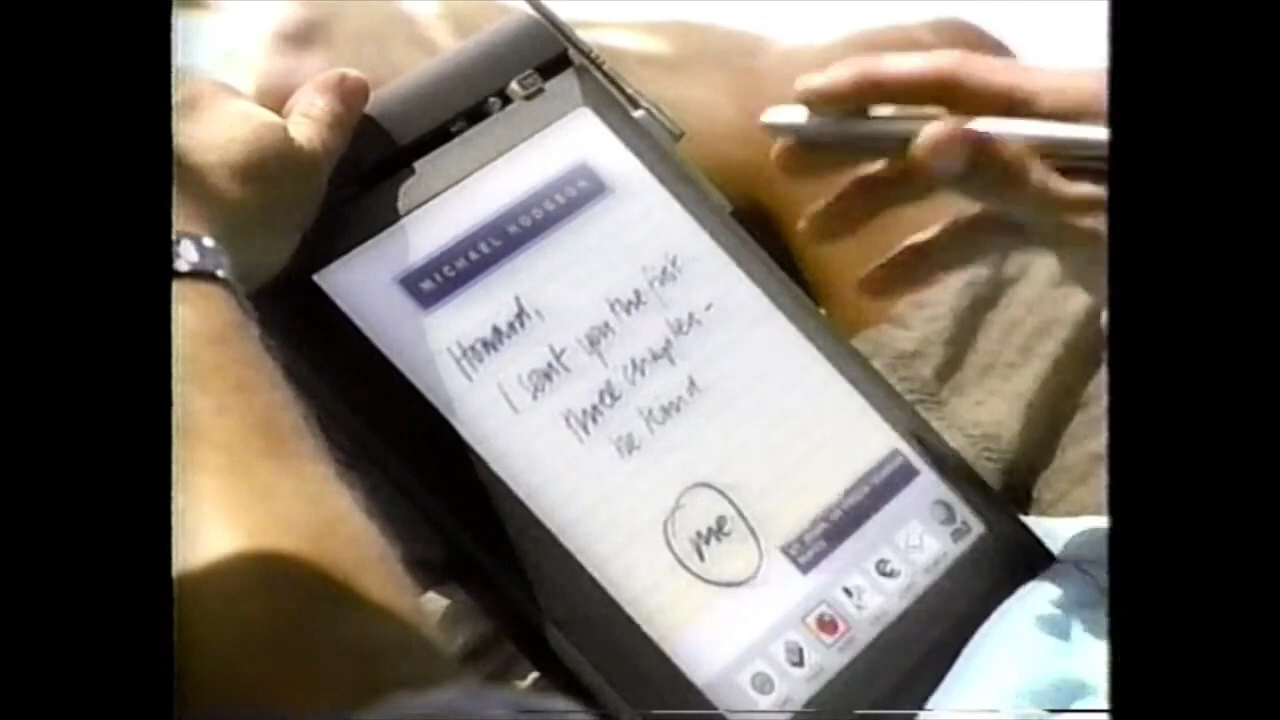 MICHAEL HODGSON
Howard,
I sent you the first
three chapters -
be kind
me